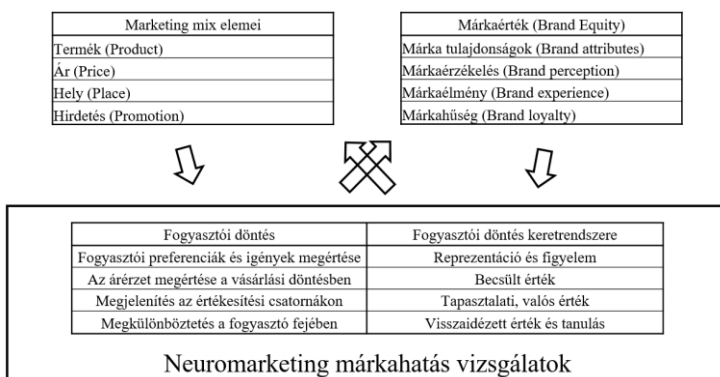 Marketing mix elemei
Termék (Product)
Ár (Price)
Hely (Place)
Hirdetés (Promotion)
Márkaérték (Brand Equity)
Márka tulajdonságok (Brand attributes)
Márkaérzékelés (Brand perception)
Márkaélmény (Brand experience)
Márkahűség (Brand loyalty)
Fogyasztói döntés
Fogyasztói preferenciák és igények megértése
Az árérzet megértése a vásárlási döntésben
Megjelenítés az értékesítési csatornákon
Megkülönböztetés a fogyasztó fejében
Fogyasztói döntés keretrendszere
Reprezentáció és figyelem
Becsült érték
Tapasztalati, valós érték
Visszaidézett érték és tanulás
Neuromarketing márkahatás vizsgálatok